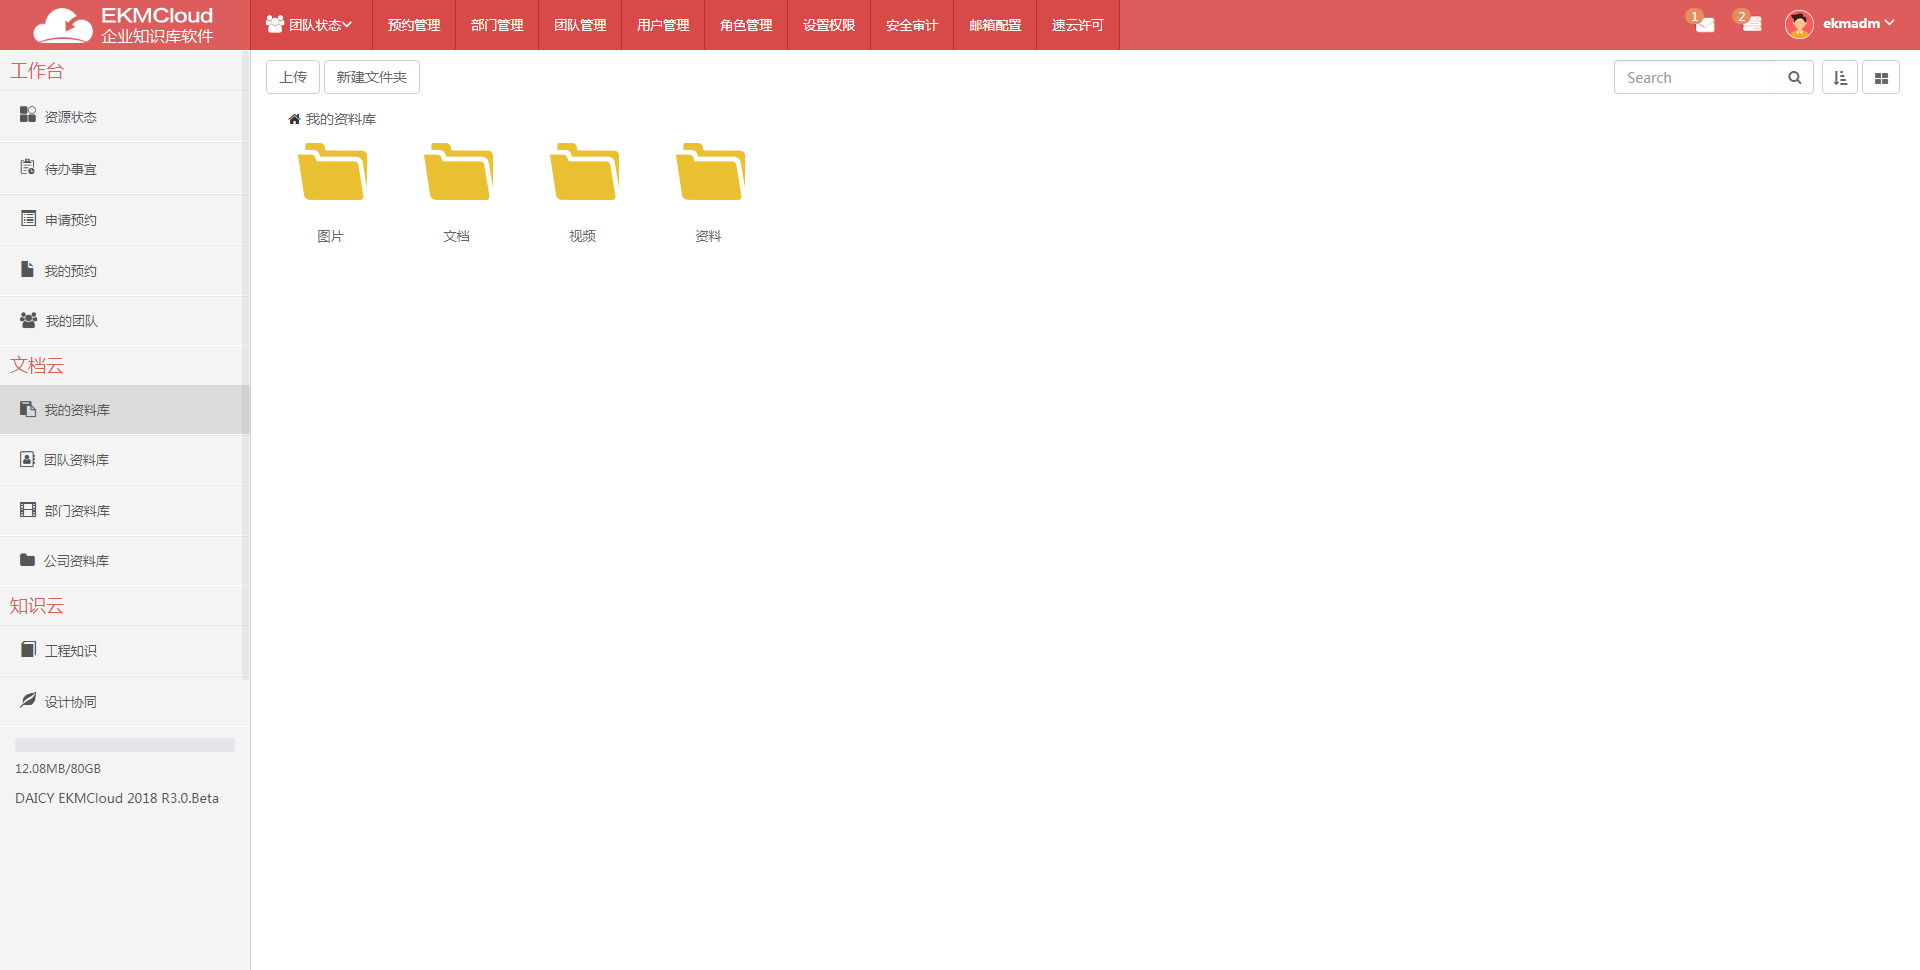 EKMCloud
企业知识库软件
团队状态 预约管理 部门管理 团队管理 用户管理 角色管理 设置权限 安全审计 邮箱配置 速云许可
1 2 ekmadm
工作台
资源状态
待办事宜
申请预约
我的预约
我的团队
文档云
我的资料库
团队资料库
部门资料库
公司资料库
知识云
工程知识
设计协同
12.08MB/80GB
DAICY EKMCloud 2018 R3.0.Beta
上传 新建文件夹 Search
我的资料库
图片 文档 视频 资料